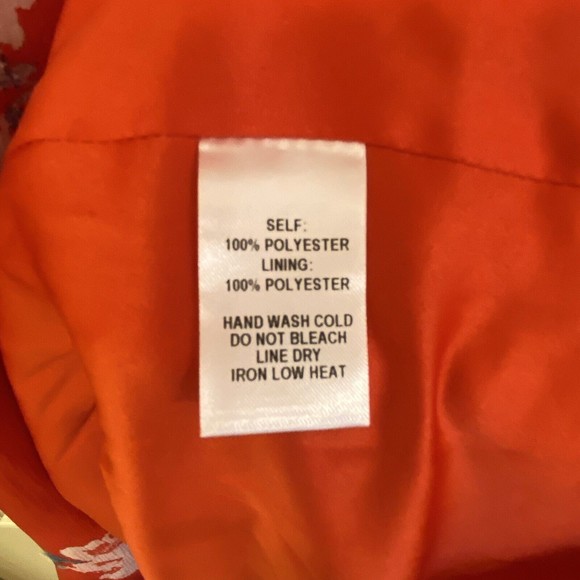 SELF:
100% POLYESTER
LINING:
100% POLYESTER
HAND WASH COLD
DO NOT BLEACH
LINE DRY
IRON LOW HEAT